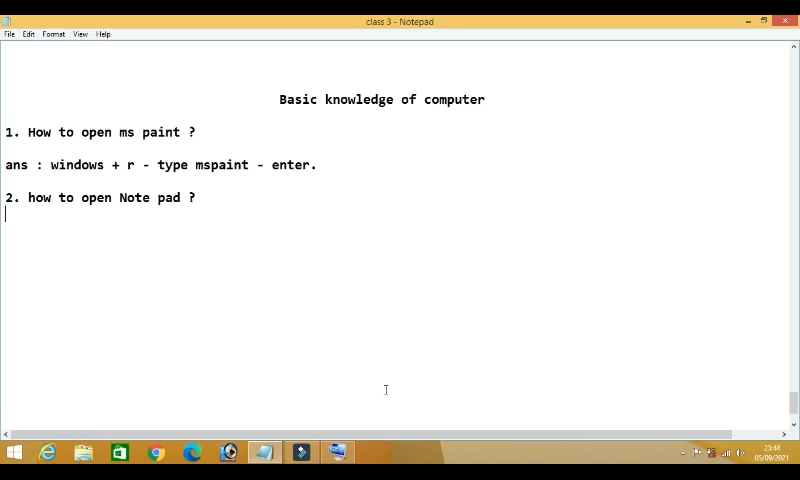 class 3 - Notepad
File Edit Format View Help
Basic knowledge of computer
1. How to open ms paint ?
ans : windows + r - type mspaint - enter.
2. how to open Note pad ?
23:44
05/09/2021